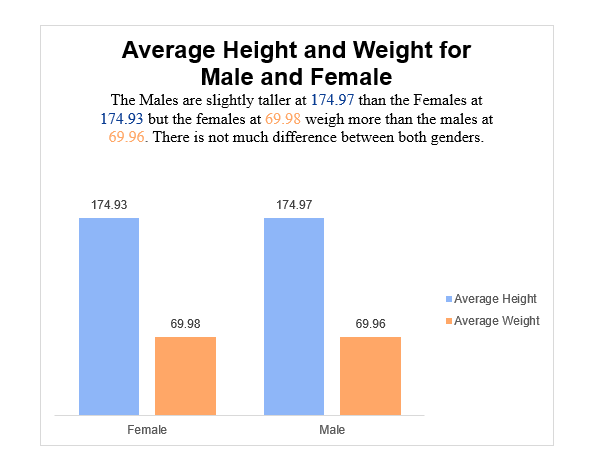 Average Height and Weight for
Male and Female
The Males are slightly taller at 174.97 than the Females at
174.93 but the females at 69.98 weigh more than the males at
69.96. There is not much difference between both genders.
174.93
174.97
69.98
69.96
Average Height
Average Weight
Female
Male